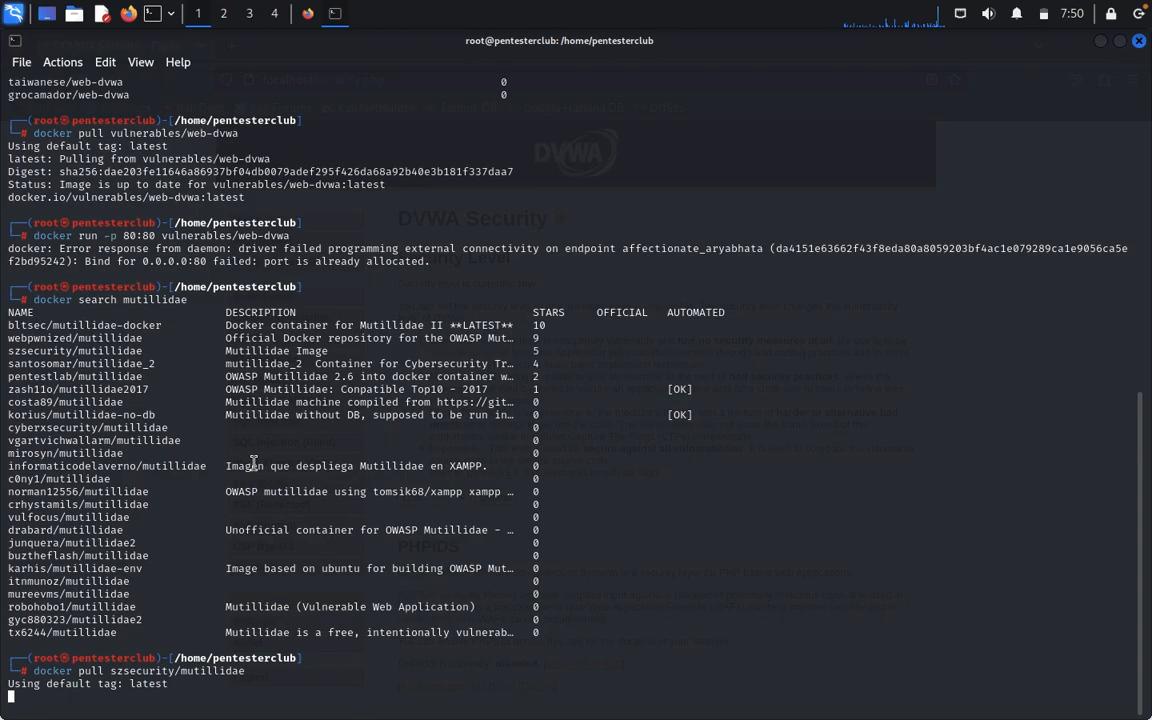 1 2 3 4
7:50
root@pentesterclub: /home/pentesterclub
File Actions Edit View Help
taiwanese/web-dvwa 0
grocamador/web-dvwa 0
┌──(root㉿pentesterclub)-[/home/pentesterclub]
└─# docker pull vulnerables/web-dvwa
Using default tag: latest
latest: Pulling from vulnerables/web-dvwa
Digest: sha256:dae203fe11646a86937bf04db0079adef295f426da68a92b40e3b181f337daa7
Status: Image is up to date for vulnerables/web-dvwa:latest
docker.io/vulnerables/web-dvwa:latest
┌──(root㉿pentesterclub)-[/home/pentesterclub]
└─# docker run -p 80:80 vulnerables/web-dvwa
docker: Error response from daemon: driver failed programming external connectivity on endpoint affectionate_aryabhata (da4151e63662f43f8eda80a8059203bf4ac1e079289ca1e9056ca5e
f2bd95242): Bind for 0.0.0.0:80 failed: port is already allocated.
┌──(root㉿pentesterclub)-[/home/pentesterclub]
└─# docker search mutillidae
NAME DESCRIPTION STARS OFFICIAL AUTOMATED
bltsec/mutillidae-docker Docker container for Mutillidae II **LATEST** 10
webpwnized/mutillidae Official Docker repository for the OWASP Mut… 9
szsecurity/mutillidae Mutillidae Image 5
santosomar/mutillidae_2 mutillidae_2 Container for Cybersecurity Tr… 4
pentestlab/mutillidae OWASP Mutillidae 2.6 into docker container w… 2
zash1lo/mutillidae2017 OWASP Mutillidae: Conpatible Top10 - 2017 1 [OK]
costa89/mutillidae Mutillidae machine compiled from https://git… 0
korius/mutillidae-no-db Mutillidae without DB, supposed to be run in… 0 [OK]
cyberxsecurity/mutillidae 0
vgartvichwallarm/mutillidae 0
mirosyn/mutillidae 0
informaticodelaverno/mutillidae Imagen que despliega Mutillidae en XAMPP. 0
c0ny1/mutillidae 0
norman12556/mutillidae OWASP mutillidae using tomsik68/xampp xampp … 0
crhystamils/mutillidae 0
vulfocus/mutillidae 0
drabard/mutillidae Unofficial container for OWASP Mutillidae - … 0
junquera/mutillidae2 0
buztheflash/mutillidae 0
karhis/mutillidae-env Image based on ubuntu for building OWASP Mut… 0
itnmunoz/mutillidae 0
mureevms/mutillidae 0
robohobo1/mutillidae Mutillidae (Vulnerable Web Application) 0
gyc880323/mutillidae2 0
tx6244/mutillidae Mutillidae is a free, intentionally vulnerab… 0
┌──(root㉿pentesterclub)-[/home/pentesterclub]
└─# docker pull szsecurity/mutillidae
Using default tag: latest
DVWA
DVWA Security
PHPIDS